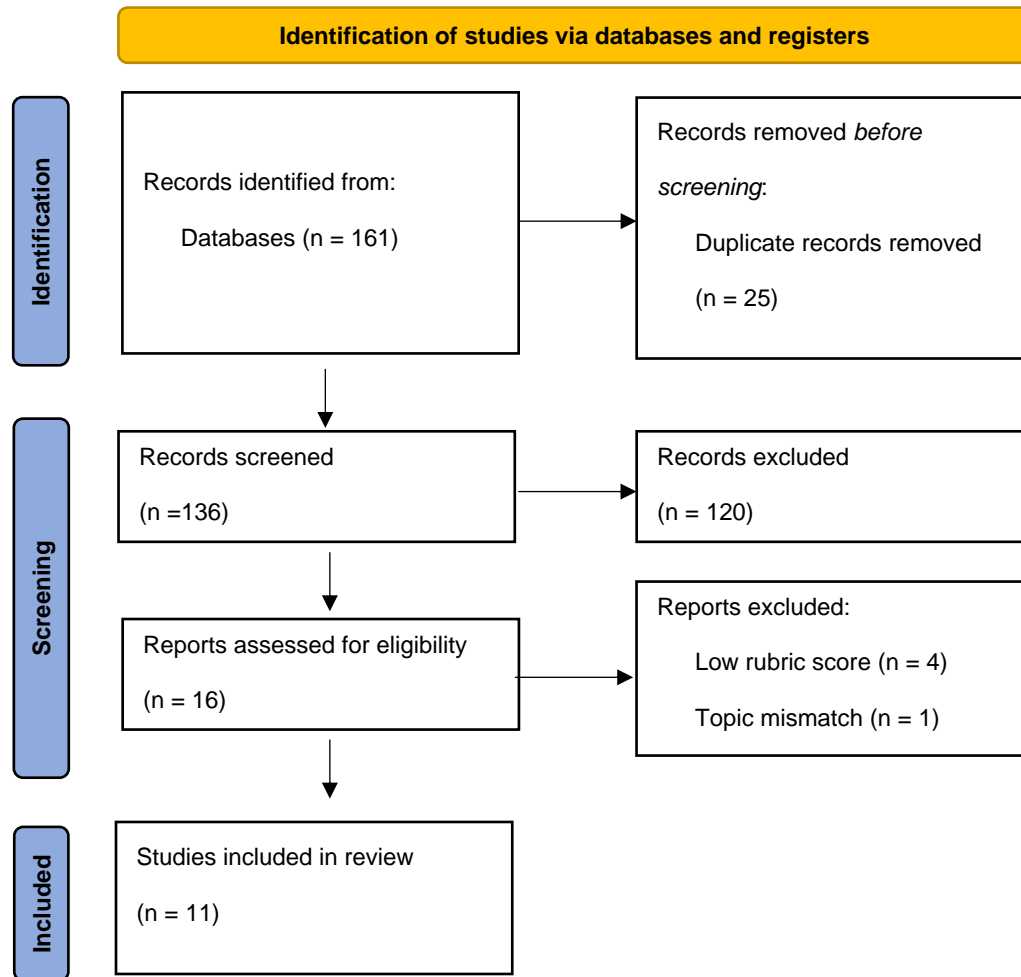 Identification of studies via databases and registers
Identification
Records identified from:
Databases (n = 161)
Records removed before
screening:
Duplicate records removed
(n = 25)
Screening
Records screened
(n =136)
Records excluded
(n = 120)
Reports assessed for eligibility
(n = 16)
Reports excluded:
Low rubric score (n = 4)
Topic mismatch (n = 1)
Included
Studies included in review
(n = 11)